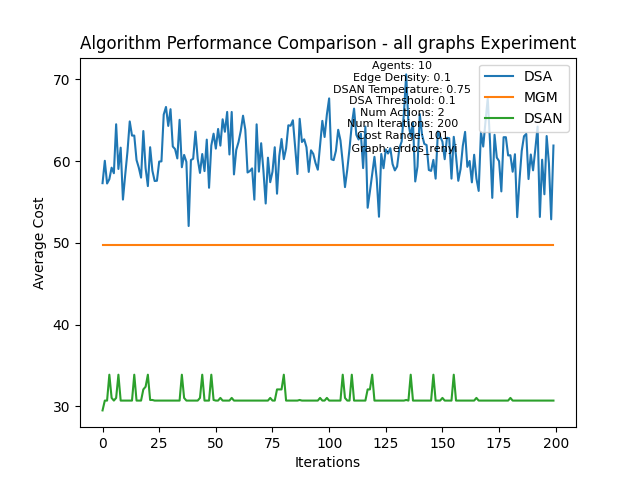 Algorithm Performance Comparison - all graphs Experiment
Agents: 10
Edge Density: 0.1
DSAN Temperature: 0.75
DSA Threshold: 0.1
Num Actions: 2
Num Iterations: 200
Cost Range: 101
Graph: erdos_renyi
DSA
MGM
DSAN
Average Cost
70
60
50
40
30
0
25
50
75
100
125
150
175
200
Iterations